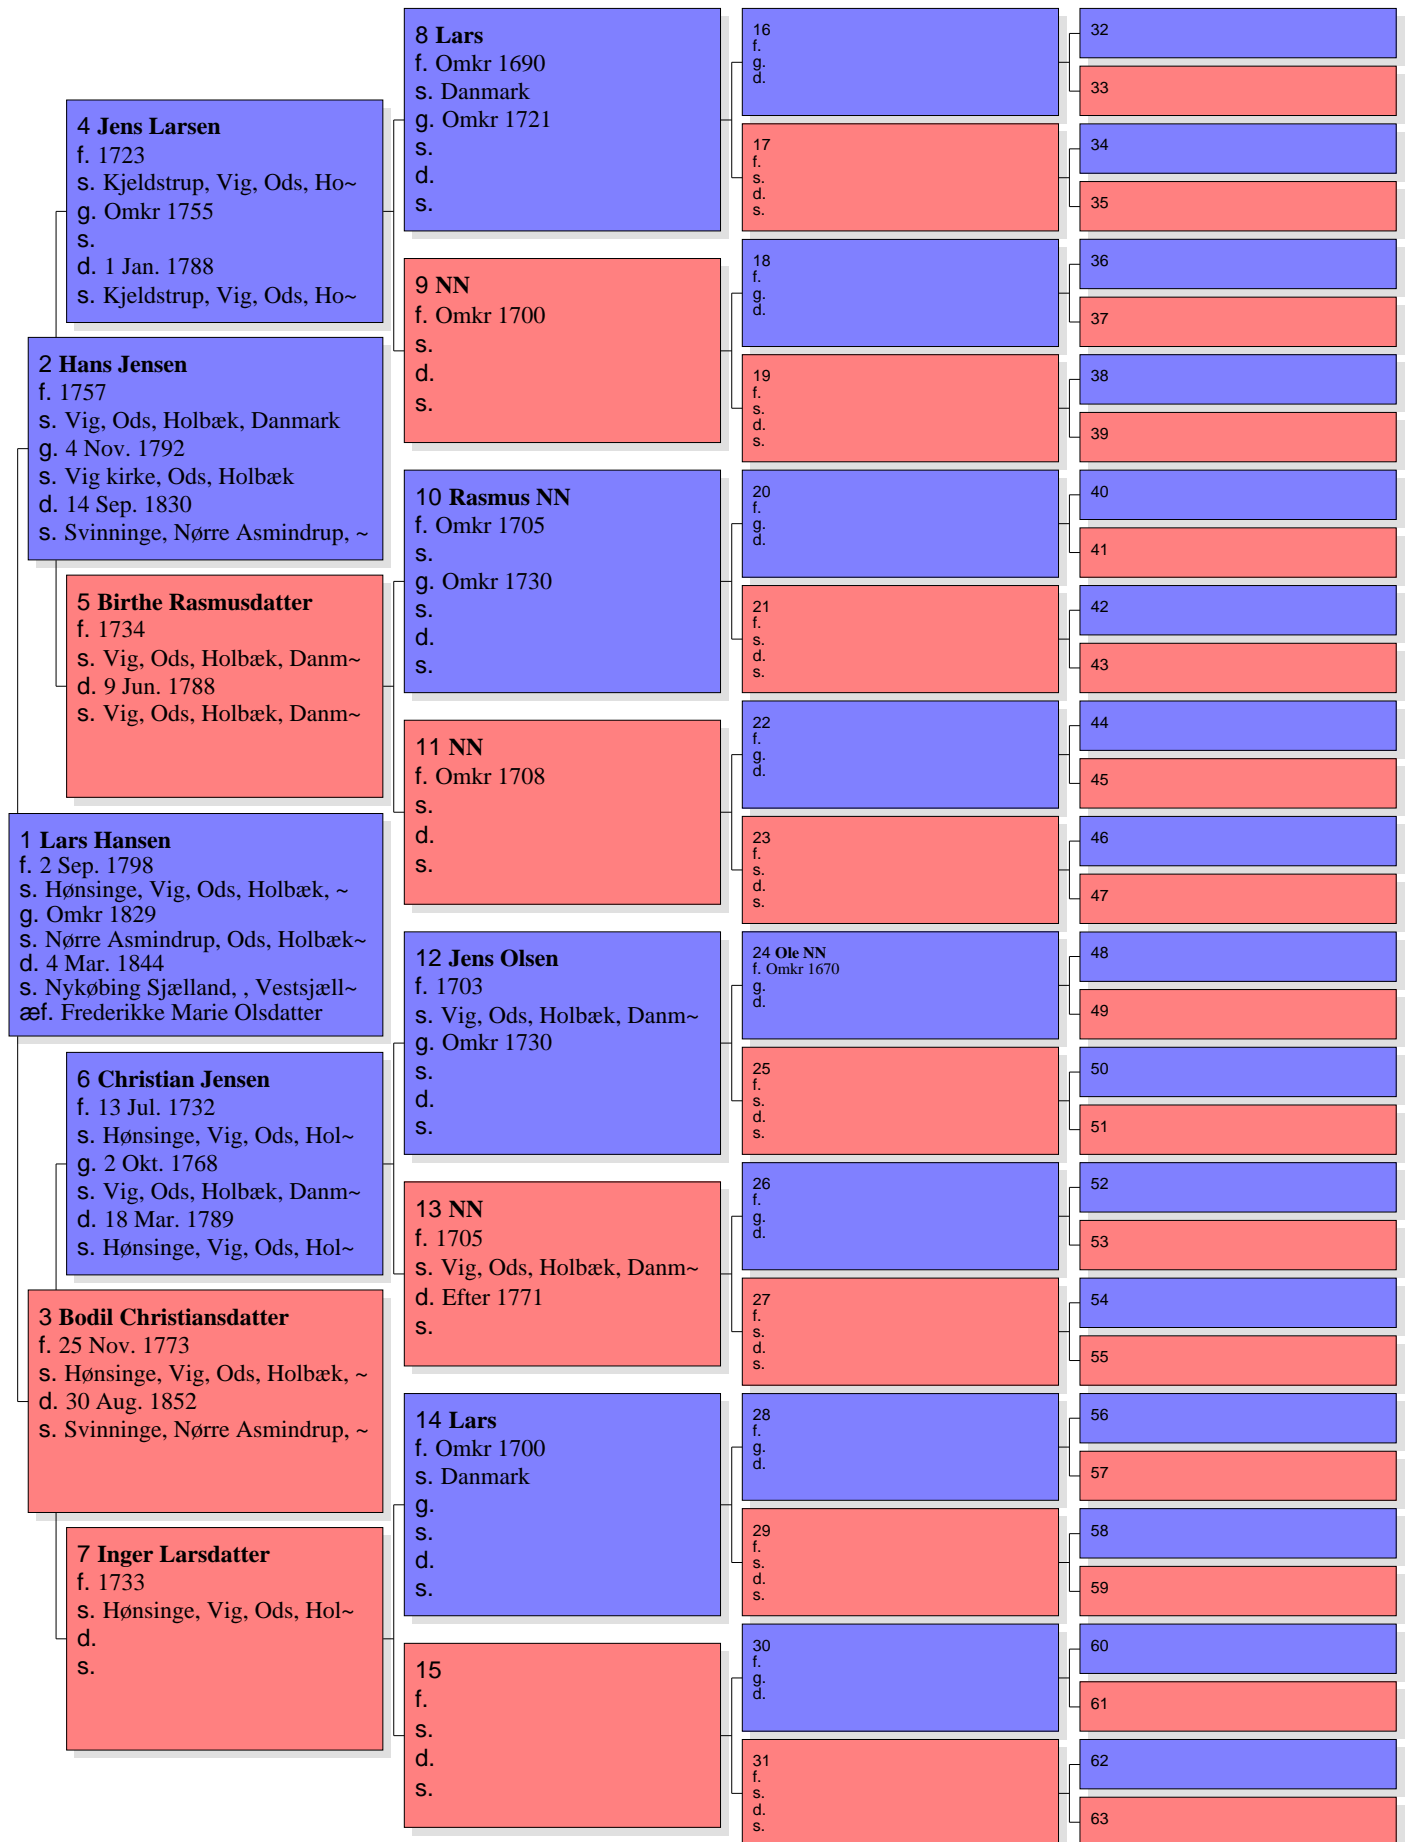 1 Lars Hansen
f. 2 Sep. 1798
s. Hønsinge, Vig, Ods, Holbæk, ~
g. Omkr 1829
s. Nørre Asmindrup, Ods, Holbæk~
d. 4 Mar. 1844
s. Nykøbing Sjælland, , Vestsjæll~
æf. Frederikke Marie Olsdatter
2 Hans Jensen
f. 1757
s. Vig, Ods, Holbæk, Danmark
g. 4 Nov. 1792
s. Vig kirke, Ods, Holbæk
d. 14 Sep. 1830
s. Svinninge, Nørre Asmindrup, ~
3 Bodil Christiansdatter
f. 25 Nov. 1773
s. Hønsinge, Vig, Ods, Holbæk, ~
d. 30 Aug. 1852
s. Svinninge, Nørre Asmindrup, ~
4 Jens Larsen
f. 1723
s. Kjeldstrup, Vig, Ods, Ho~
g. Omkr 1755
s.
d. 1 Jan. 1788
s. Kjeldstrup, Vig, Ods, Ho~
5 Birthe Rasmusdatter
f. 1734
s. Vig, Ods, Holbæk, Danm~
d. 9 Jun. 1788
s. Vig, Ods, Holbæk, Danm~
6 Christian Jensen
f. 13 Jul. 1732
s. Hønsinge, Vig, Ods, Hol~
g. 2 Okt. 1768
s. Vig, Ods, Holbæk, Danm~
d. 18 Mar. 1789
s. Hønsinge, Vig, Ods, Hol~
7 Inger Larsdatter
f. 1733
s. Hønsinge, Vig, Ods, Hol~
d.
s.
8 Lars
f. Omkr 1690
s. Danmark
g. Omkr 1721
s.
d.
s.
9 NN
f. Omkr 1700
s.
d.
s.
10 Rasmus NN
f. Omkr 1705
s.
g. Omkr 1730
s.
d.
s.
11 NN
f. Omkr 1708
s.
d.
s.
12 Jens Olsen
f. 1703
s. Vig, Ods, Holbæk, Danm~
g. Omkr 1730
s.
d.
s.
13 NN
f. 1705
s. Vig, Ods, Holbæk, Danm~
d. Efter 1771
s.
14 Lars
f. Omkr 1700
s. Danmark
g.
s.
d.
s.
15
f.
s.
d.
s.
16
f.
g.
d.
17
f.
s.
d.
s.
18
f.
g.
d.
19
f.
s.
d.
s.
20
f.
g.
d.
21
f.
s.
d.
s.
22
f.
g.
d.
23
f.
s.
d.
s.
24 Ole NN
f. Omkr 1670
g.
d.
25
f.
s.
d.
s.
26
f.
g.
d.
27
f.
s.
d.
s.
28
f.
g.
d.
29
f.
s.
d.
s.
30
f.
g.
d.
31
f.
s.
d.
s.
32
33
34
35
36
37
38
39
40
41
42
43
44
45
46
47
48
49
50
51
52
53
54
55
56
57
58
59
60
61
62
63